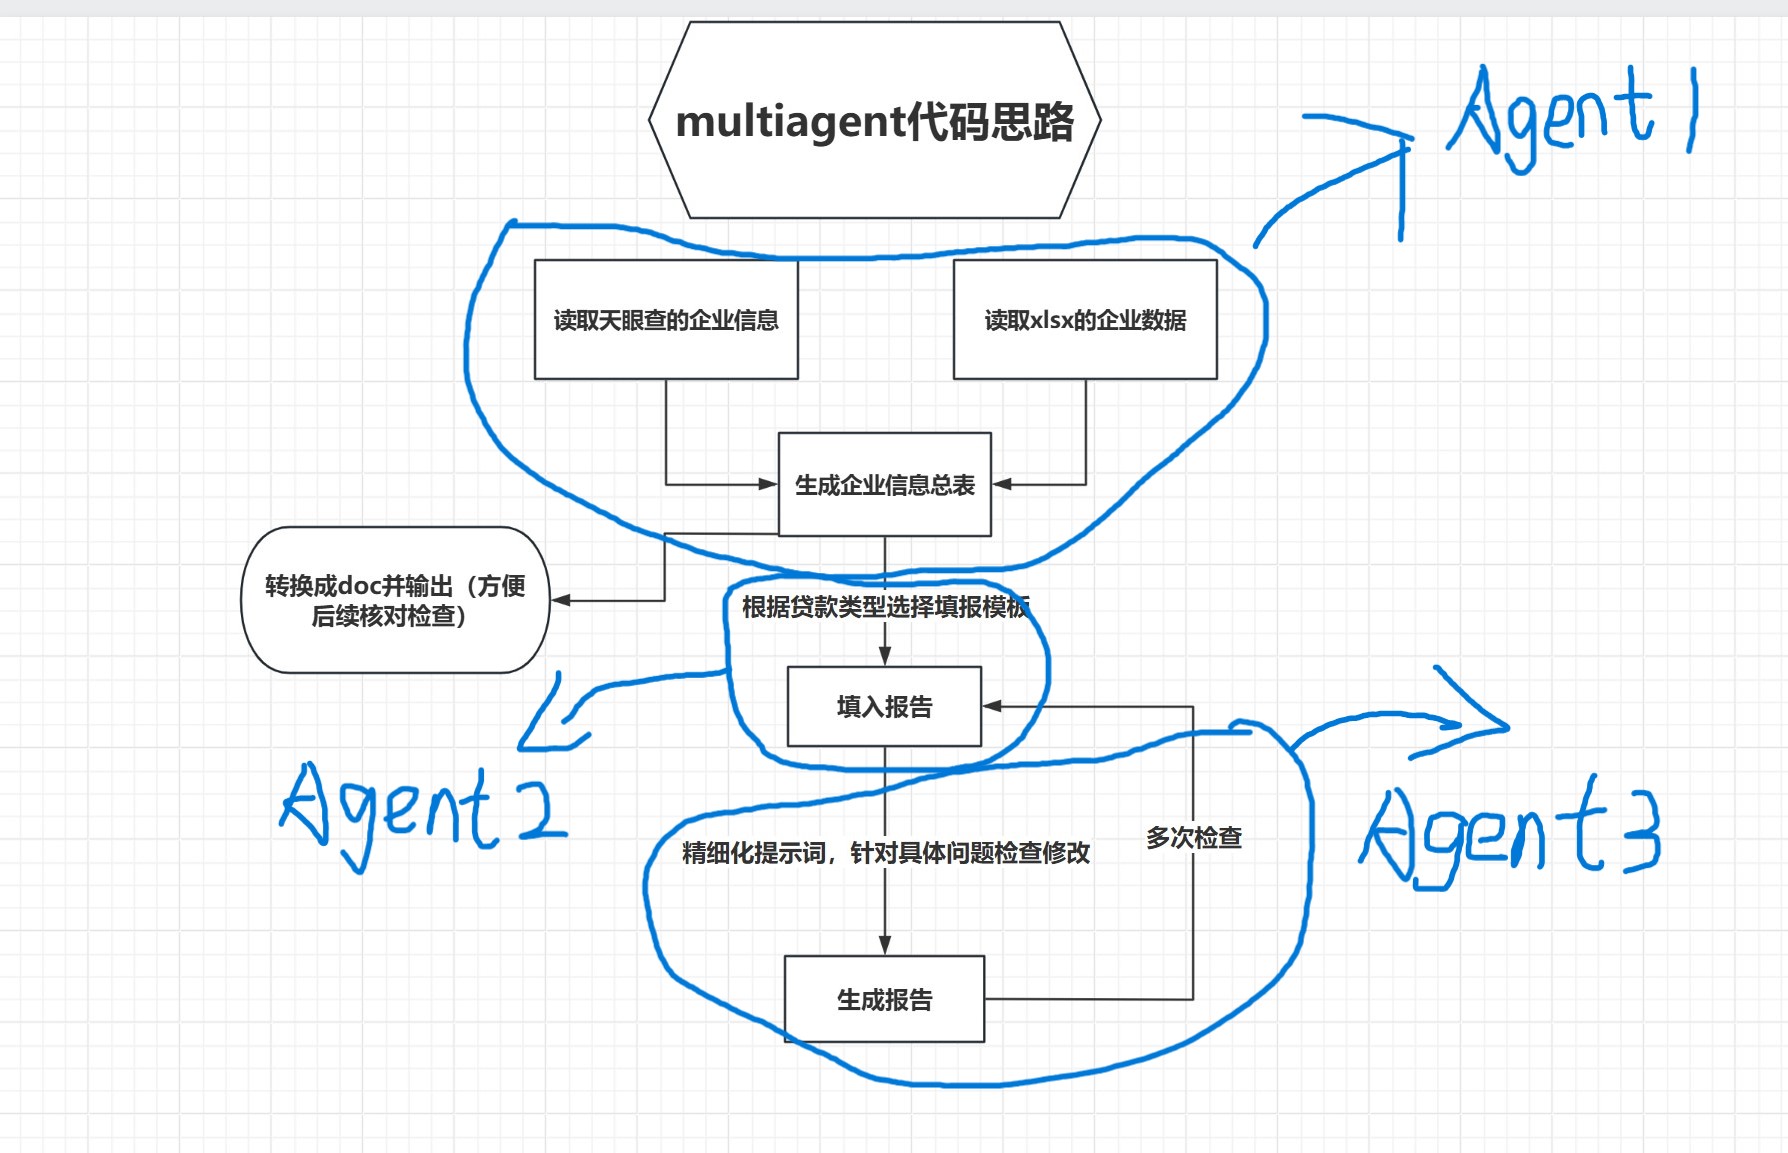 multiagent代码思路
Agent 1
读取天眼查的企业信息
读取xlsx的企业数据
生成企业信息总表
转换成doc并输出（方便
后续核对检查）
根据贷款类型选择填报模板
填入报告
Agent 2
Agent 3
多次检查
精细化提示词，针对具体问题检查修改
生成报告